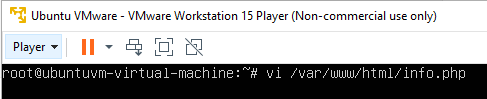 Ubuntu VMware - VMware Workstation 15 Player (Non-commercial use only)
Player
root@ubuntuvm-virtual-machine:~# vi /var/www/html/info.php